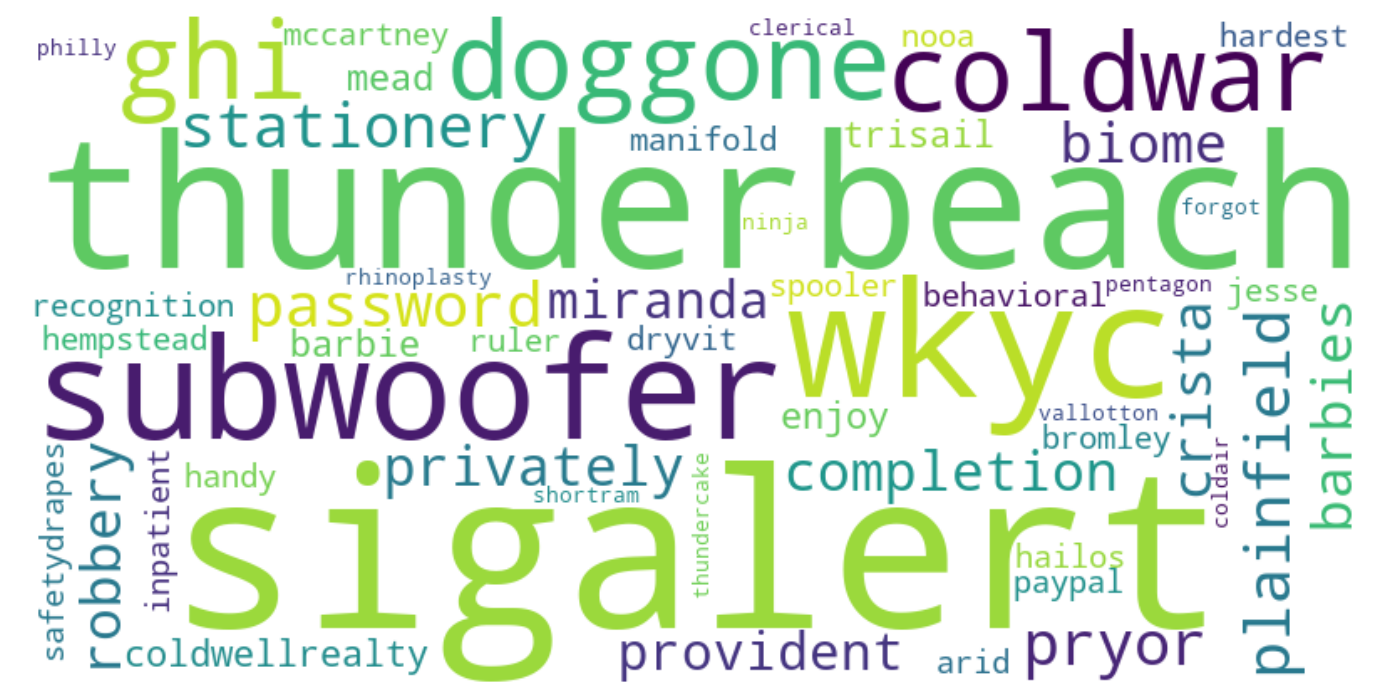 philly
ghi
mccartney
mead
doggone
clerical
nooa
coldwar
hardest
stationery
manifold
trisail
biome
thunderbeach
ninja
forgot
rhinoplasty
recognition
password
miranda
spooler
behavioral
pentagon
jesse
hempstead
barbie
ruler
dryvit
wkyc
crista
plainfield
barbies
subwoofer
enjoy
vallotton
bromley
safetydrapes
robbery
inpatient
handy
privately
shortram
thundercake
completion
coldair
sigalert
hailos
paypal
coldwellrealty
provident
arid
pryor